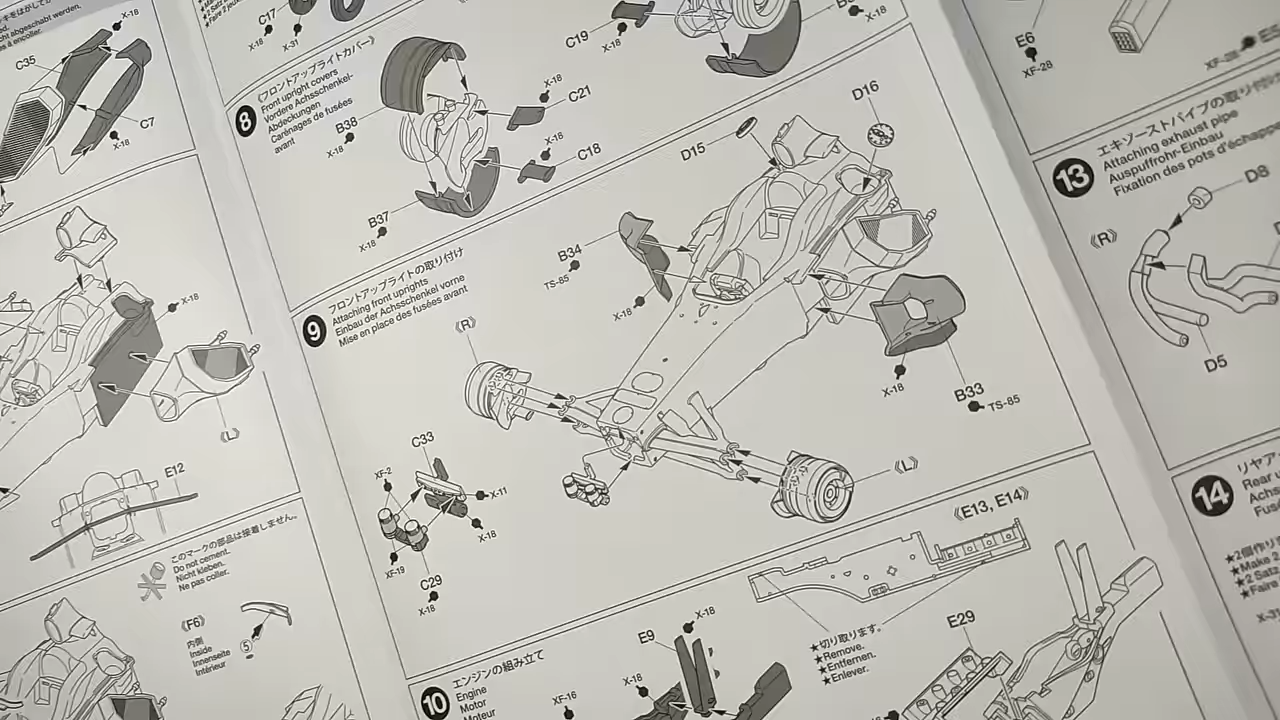 abgeschabt werden.
à encoller.
X-18
C35
C7
X-18
X-18
《L》
E12
このマークの部品は接着しません。
Do not cement.
Nicht kleben.
Ne pas coller.
《F6》
内側
Inside
Innenseite
Intérieur
5
C17
X-18
X-31
C19
X-18
X-18
8
《フロントアップライトカバー》
Front upright covers
Vordere Achsschenkel-
Abdeckungen
Carénages de fusées
avant
B38
X-18
X-18
C21
X-18
C18
B37
X-18
9
フロントアップライトの取り付け
Attaching front uprights
Einbau der Achsschenkel vorne
Mise en place des fusées avant
D15
D16
B34
TS-85
X-18
X-18
B33
TS-85
《R》
《L》
C33
XF-2
X-11
X-18
XF-19
C29
X-18
《E13, E14》
★切り取ります。
★Remove.
★Entfernen.
★Enlever.
10
エンジンの組み立て
Engine
Motor
Moteur
E9
X-18
X-18
XF-16
E29
E6
XF-28
13
エキゾーストパイプの取り付け
Attaching exhaust pipe
Auspuffrohr-Einbau
Fixation des pots d'échappe
《R》
D8
D5
14
リヤア
Rear u
Achs
Fusé
★2個作り
★Make 2
★2 Satz
★Faire